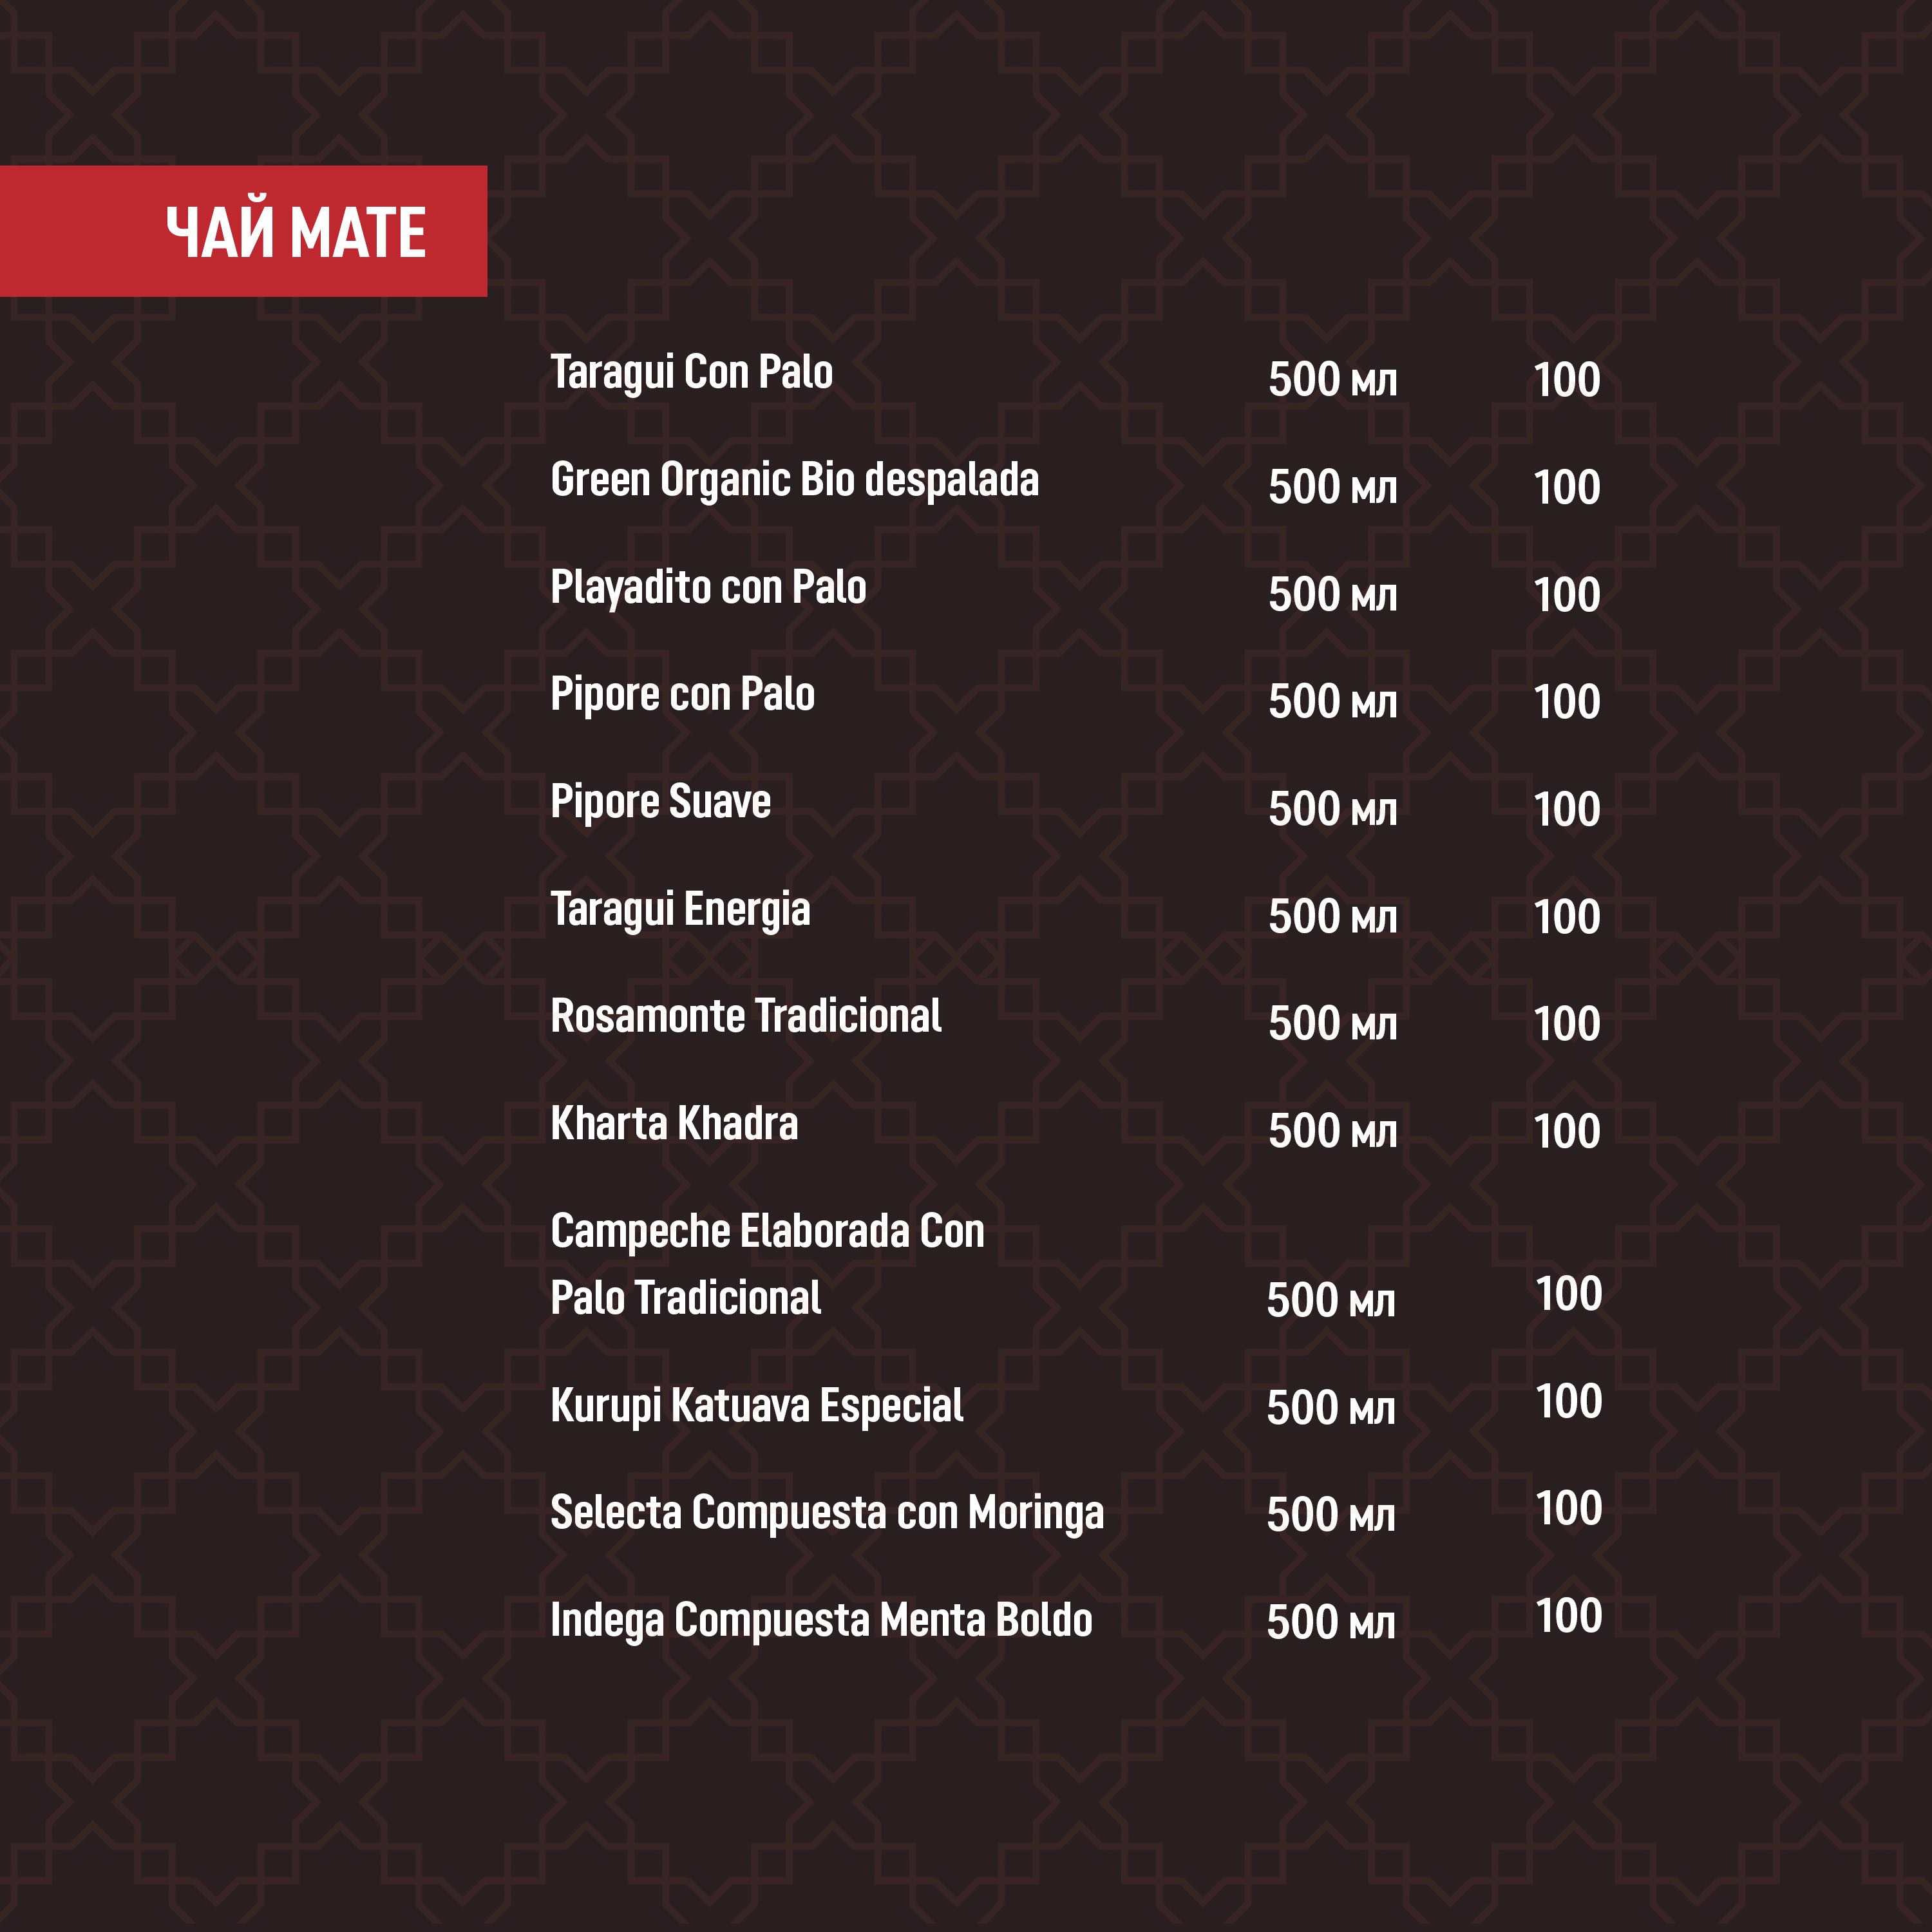 ЧАЙ МАТЕ
Taragui Con Palo 500 мл 100
Green Organic Bio despalada 500 мл 100
Playadito con Palo 500 мл 100
Pipore con Palo 500 мл 100
Pipore Suave 500 мл 100
Taragui Energia 500 мл 100
Rosamonte Tradicional 500 мл 100
Kharta Khadra 500 мл 100
Campeche Elaborada Con
Palo Tradicional 500 мл 100
Kurupi Katuava Especial 500 мл 100
Selecta Compuesta con Moringa 500 мл 100
Indega Compuesta Menta Boldo 500 мл 100